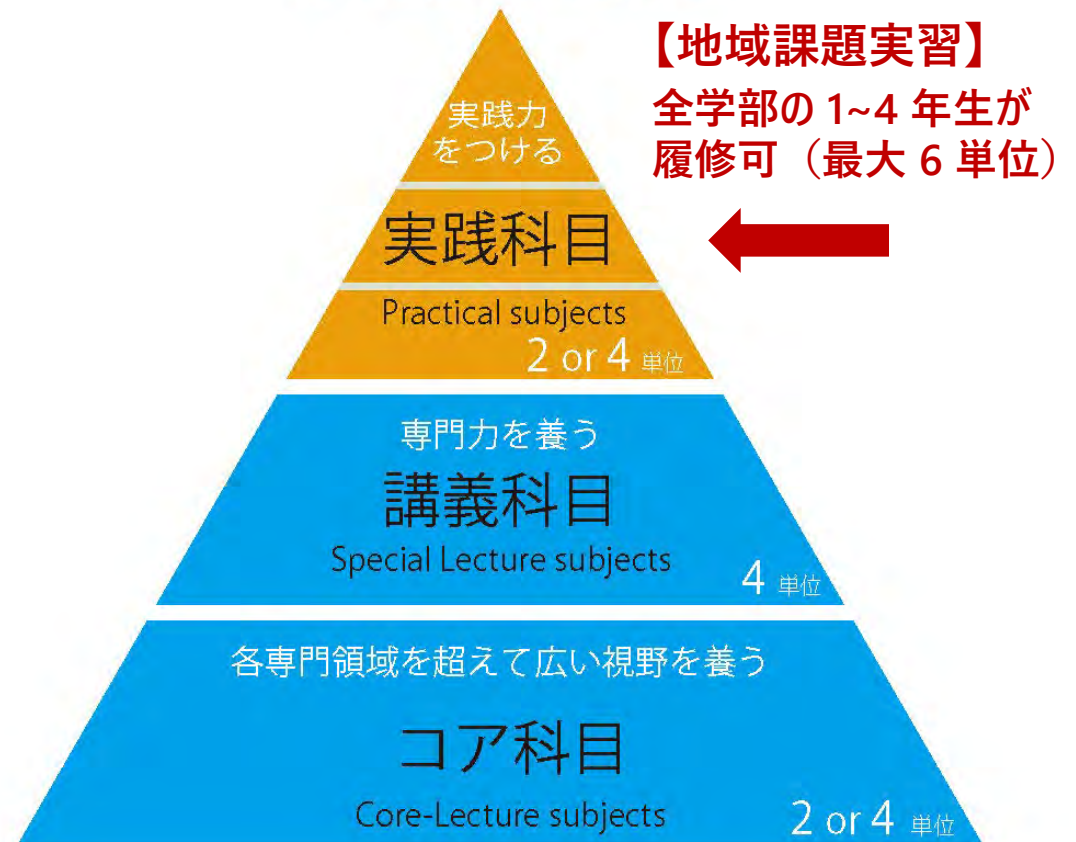 【地域課題実習】
全学部の 1~4 年生が
履修可（最大 6 単位）
実践力
をつける
実践科目
Practical subjects
2 or 4 単位
専門力を養う
講義科目
Special Lecture subjects
4 単位
各専門領域を超えて広い視野を養う
コア科目
Core-Lecture subjects
2 or 4 単位